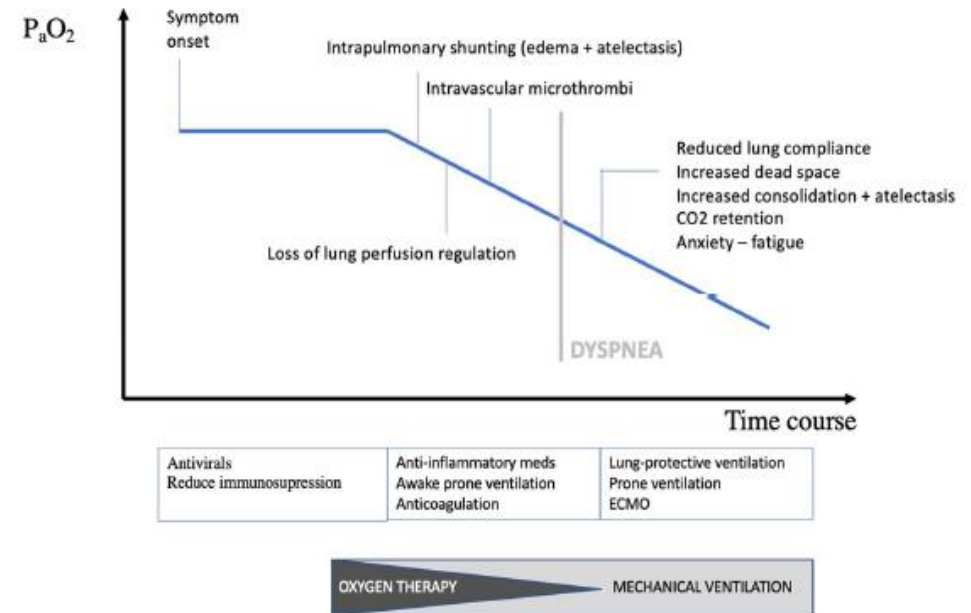 PₐO₂
Symptom
onset
Intrapulmonary shunting (edema + atelectasis)
Intravascular microthrombi
Reduced lung compliance
Increased dead space
Increased consolidation + atelectasis
CO2 retention
Anxiety – fatigue
Loss of lung perfusion regulation
DYSPNEA
Time course
Antivirals
Reduce immunosupression
Anti-inflammatory meds
Awake prone ventilation
Anticoagulation
Lung-protective ventilation
Prone ventilation
ECMO
OXYGEN THERAPY
MECHANICAL VENTILATION